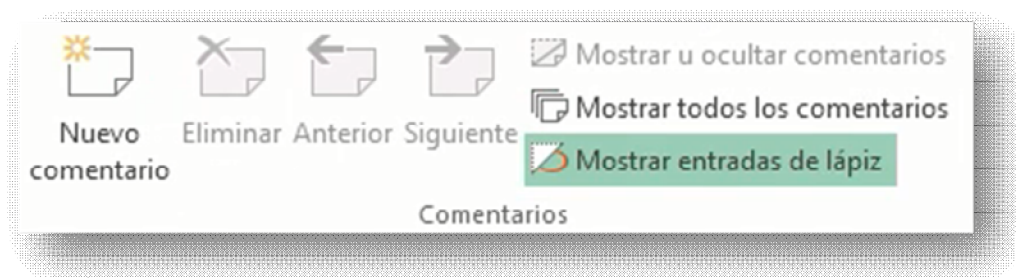 Nuevo
comentario
Eliminar
Anterior
Siguiente
Mostrar u ocultar comentarios
Mostrar todos los comentarios
Mostrar entradas de lápiz
Comentarios